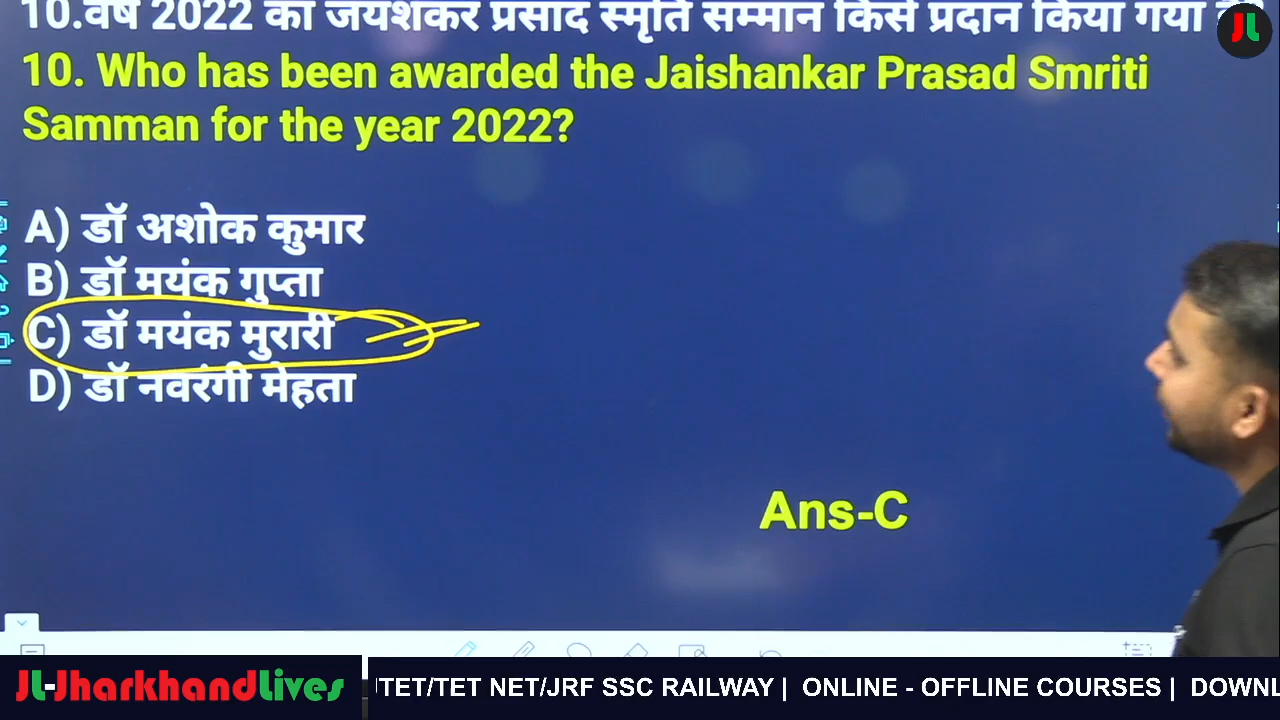 10.वर्ष 2022 का जयशंकर प्रसाद स्मृति सम्मान किसे प्रदान किया गया
JL
10. Who has been awarded the Jaishankar Prasad Smriti
Samman for the year 2022?
A) डॉ अशोक कुमार
B) डॉ मयंक गुप्ता
C) डॉ मयंक मुरारी
D) डॉ नवरंगी मेहता
Ans-C
JL-JharkhandLives
TET/TET NET/JRF SSC RAILWAY | ONLINE - OFFLINE COURSES | DOWNL